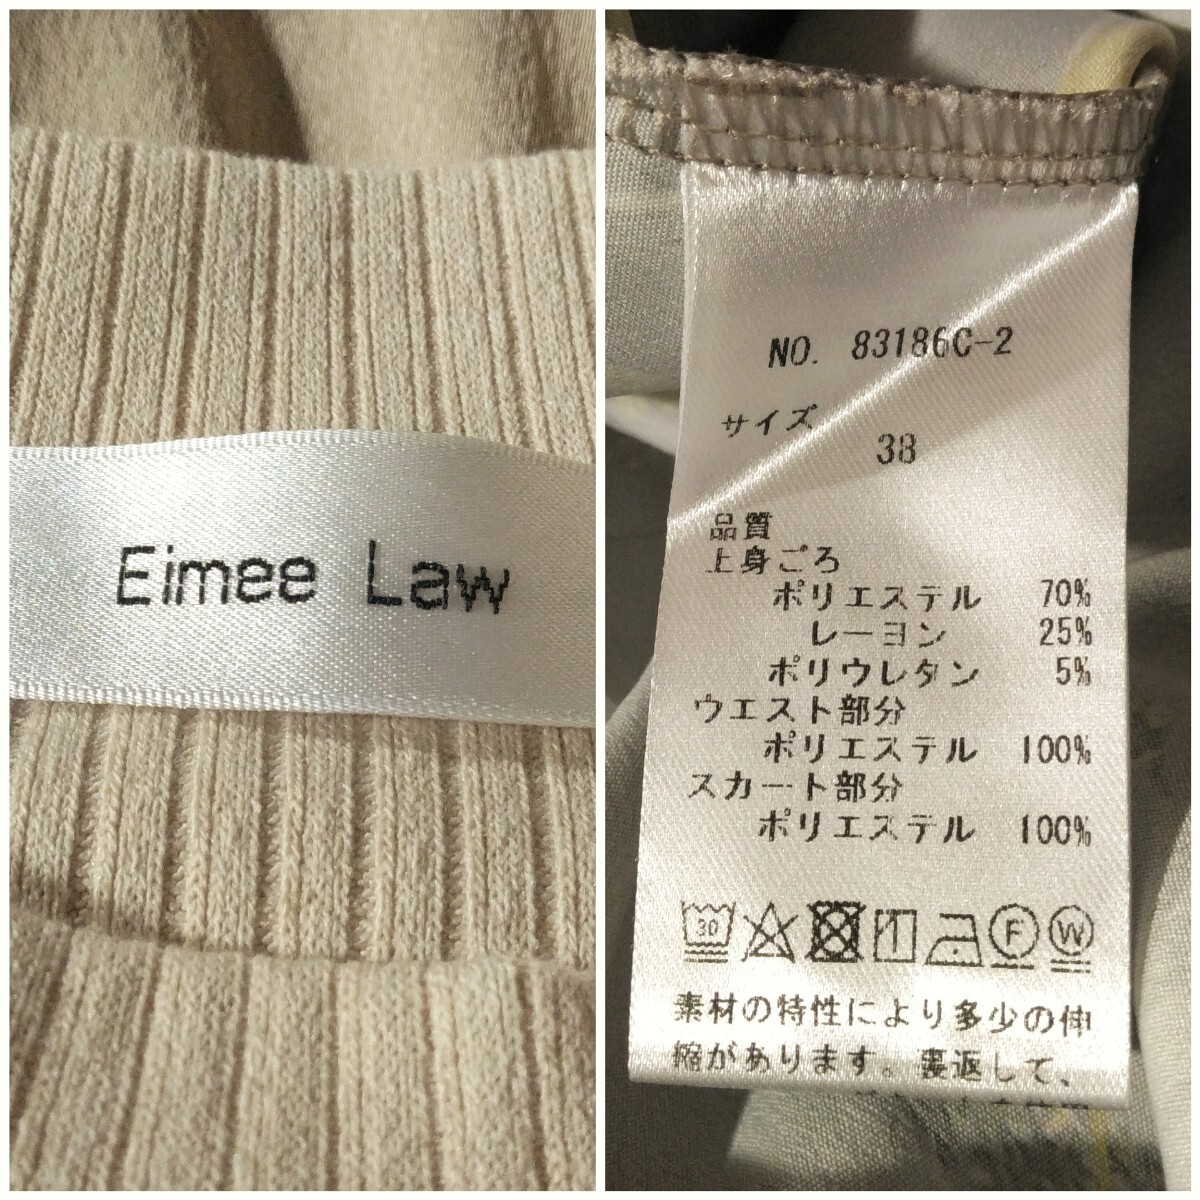 Eimee Law
NO. 83186C-2
サイズ
38
品質
上身ごろ
ポリエステル 70%
レーヨン 25%
ポリウレタン 5%
ウエスト部分
ポリエステル 100%
スカート部分
ポリエステル 100%
30 F W
素材の特性により多少の伸
縮があります。裏返して、